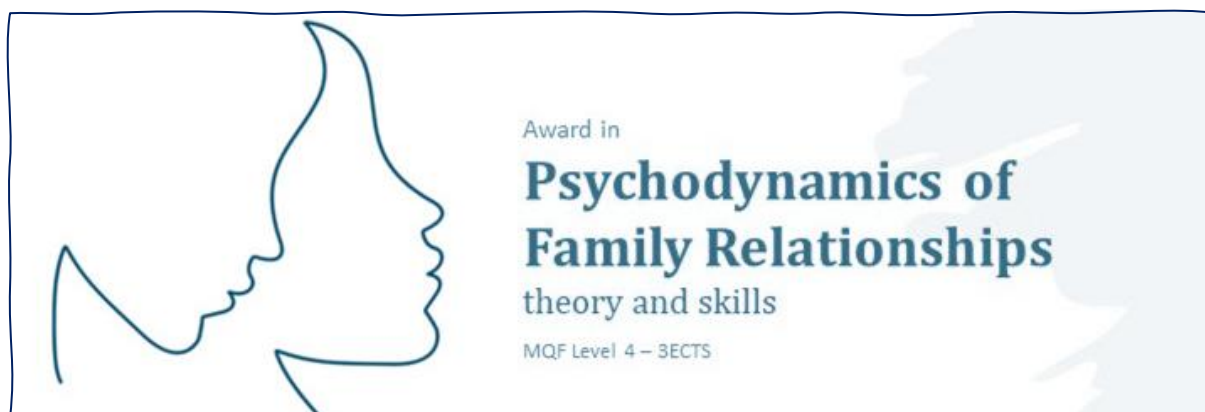 Award in
Psychodynamics of
Family Relationships
theory and skills
MQF Level 4 – 3ECTS